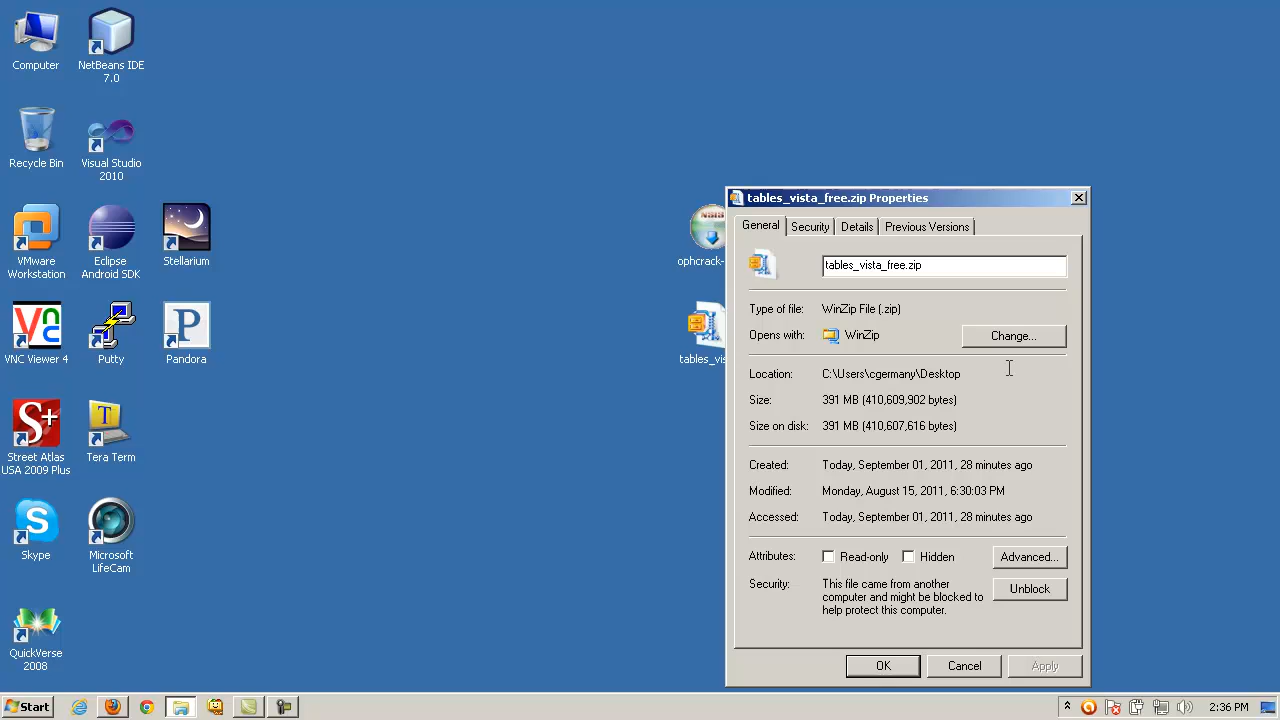 Computer
NetBeans IDE
7.0
Recycle Bin
Visual Studio
2010
VMware
Workstation
Eclipse
Android SDK
Stellarium
VNC Viewer 4
Putty
Pandora
Street Atlas
USA 2009 Plus
Tera Term
Skype
Microsoft
LifeCam
QuickVerse
2008
ophcrack-
tables_vis
tables_vista_free.zip Properties
General
Security
Details
Previous Versions
tables_vista_free.zip
Type of file: WinZip File (.zip)
Opens with: WinZip
Change...
Location: C:\Users\cgermany\Desktop
Size: 391 MB (410,609,902 bytes)
Size on disk: 391 MB (410,607,616 bytes)
Created: Today, September 01, 2011, 28 minutes ago
Modified: Monday, August 15, 2011, 6:30:03 PM
Accessed: Today, September 01, 2011, 28 minutes ago
Attributes: Read-only Hidden Advanced...
Security: This file came from another
computer and might be blocked to
help protect this computer.
Unblock
OK Cancel Apply
Start
2:36 PM